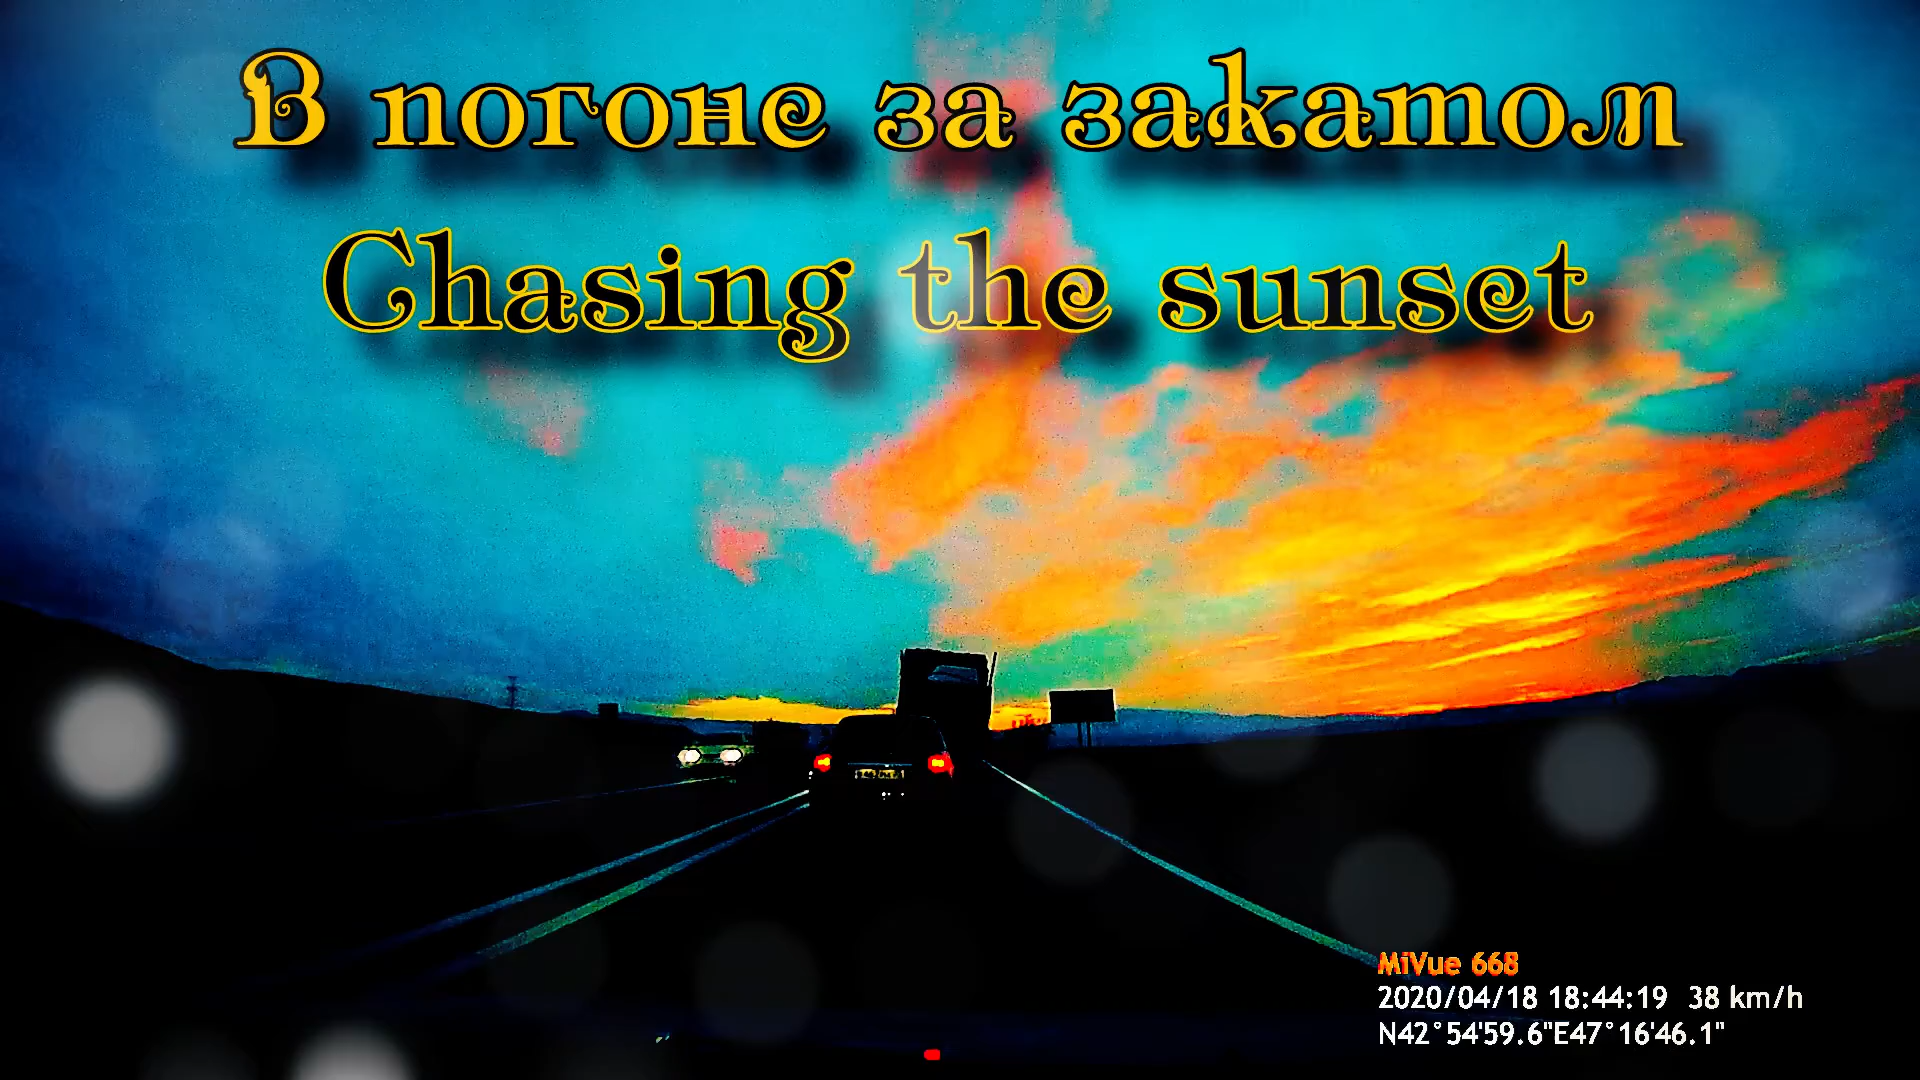 В погоне за закатом
Chasing the sunset
MiVue 668
2020/04/18 18:44:19 38 km/h
N42°54'59.6"E47°16'46.1"